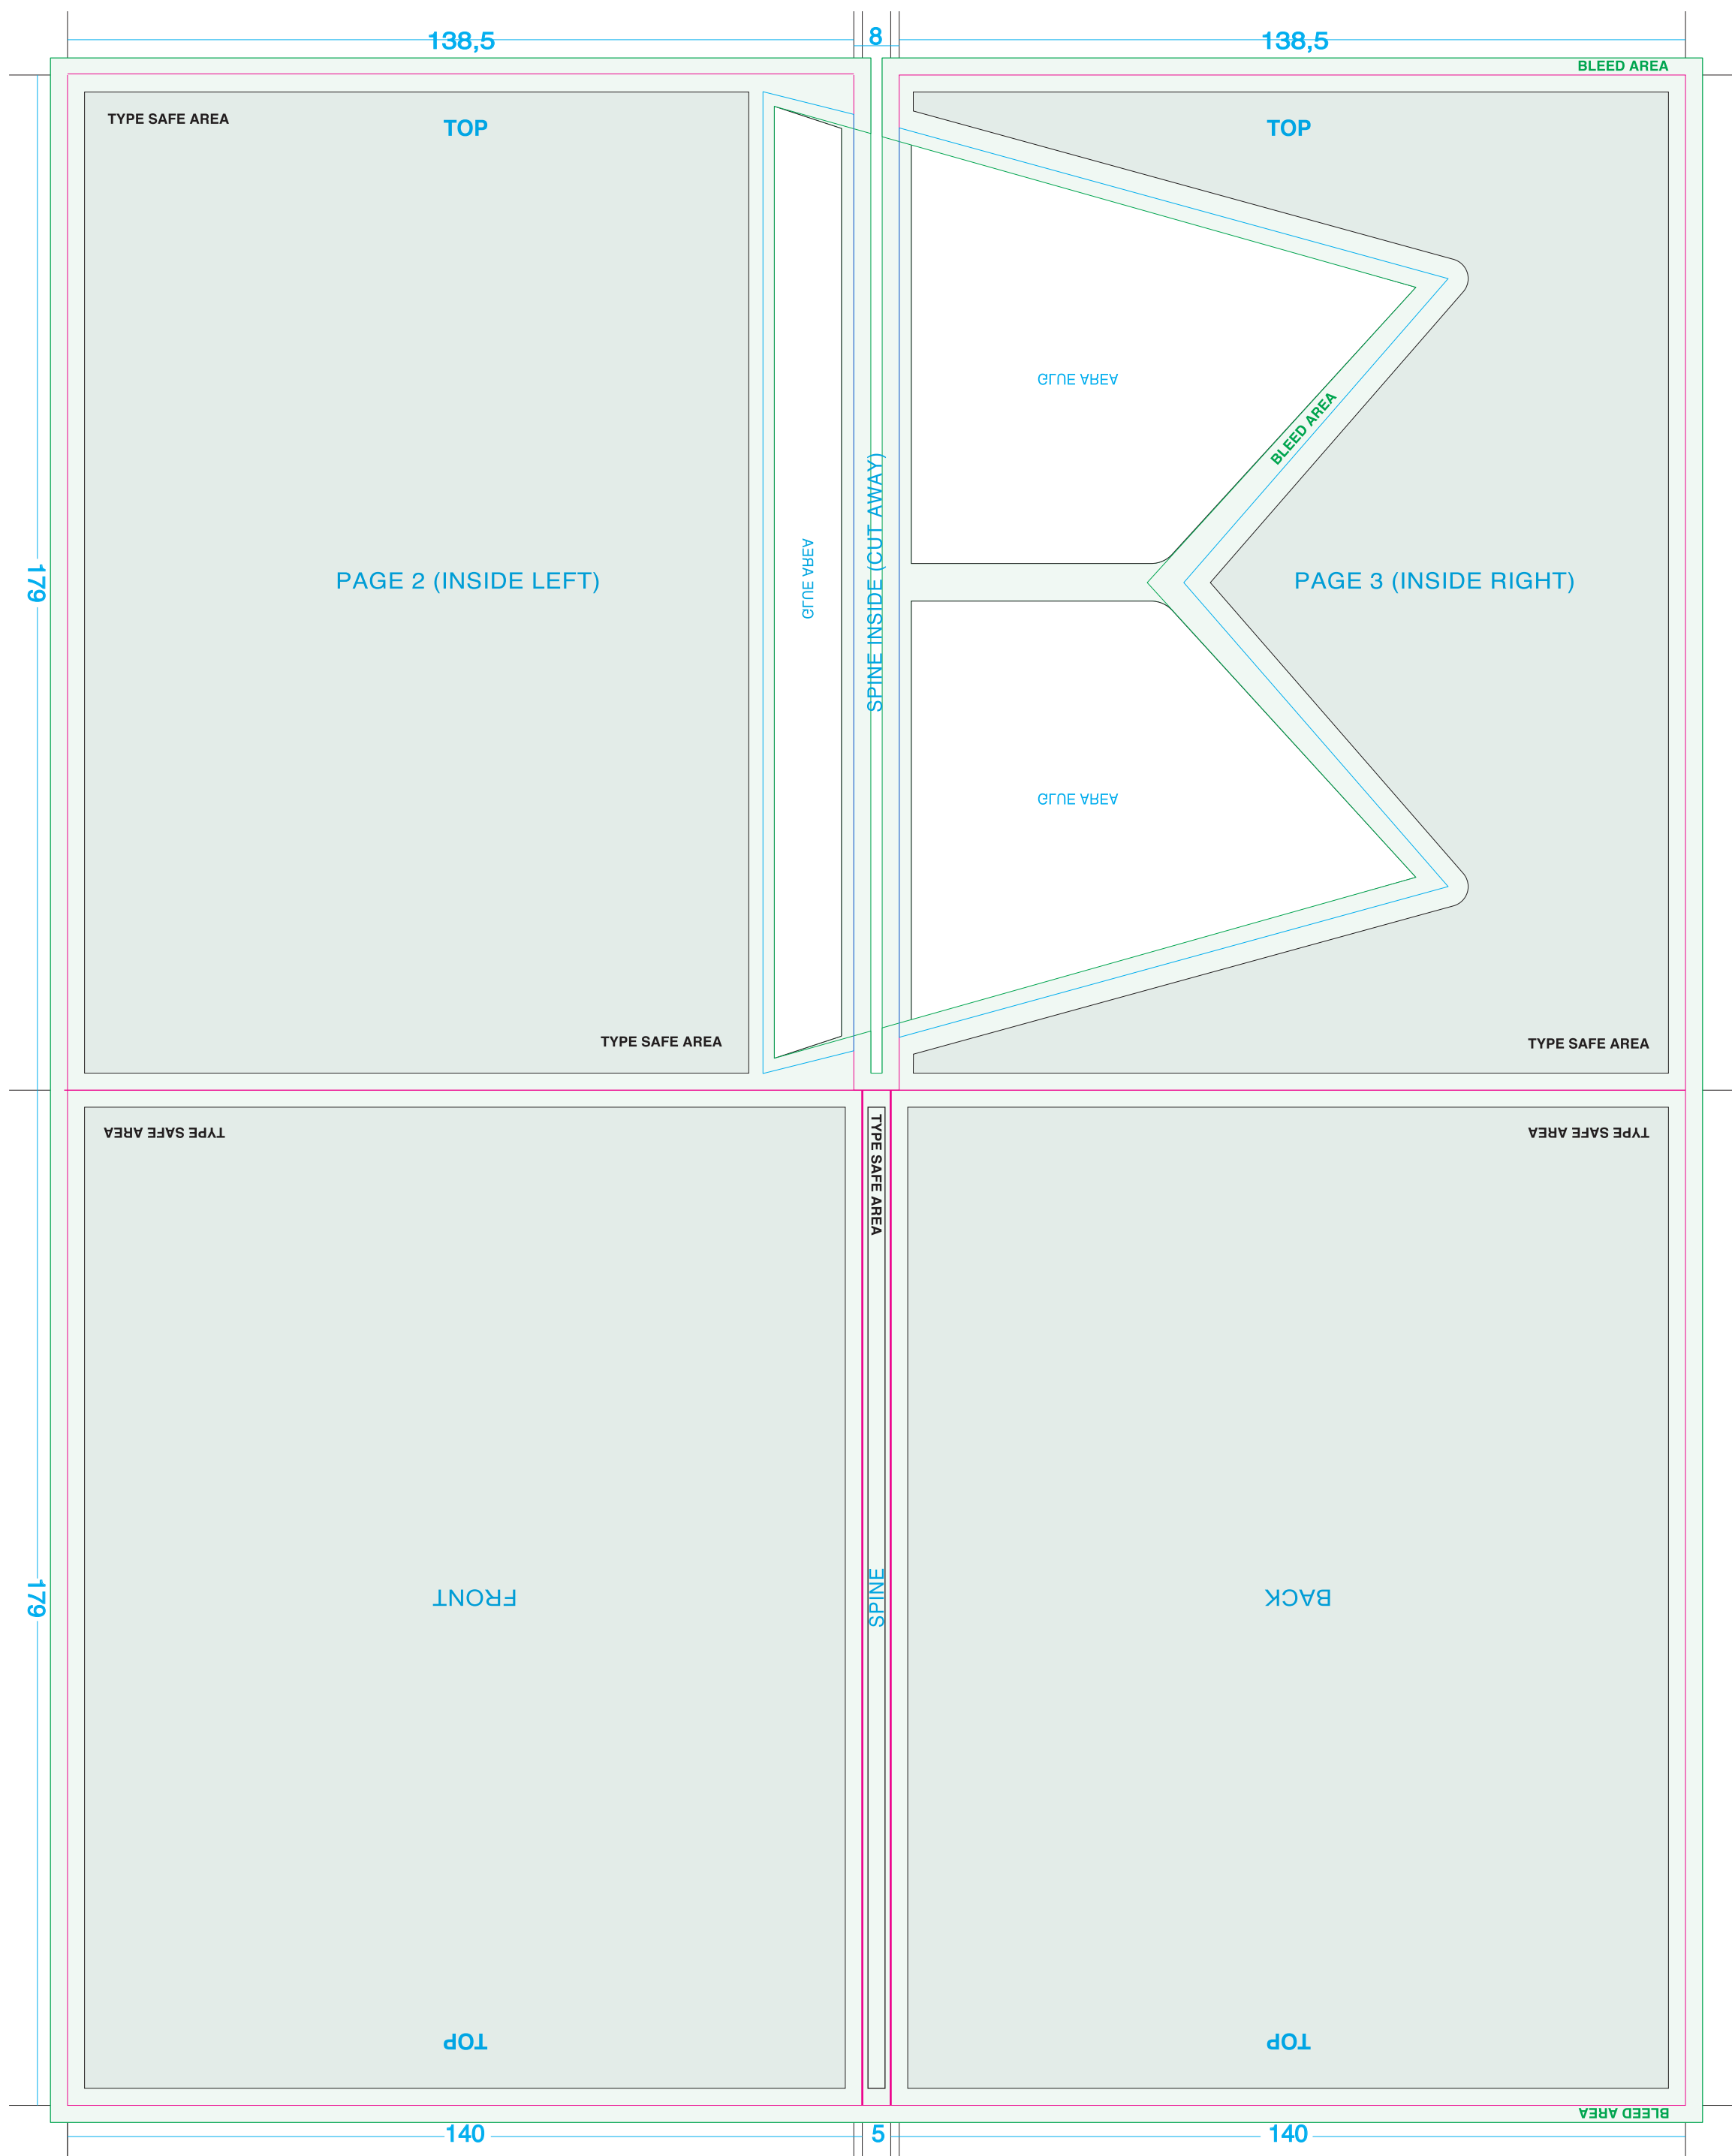 138,5
8
138,5
BLEED AREA
TYPE SAFE AREA
TOP
TOP
GLUE AREA
BLEED AREA
179
PAGE 2 (INSIDE LEFT)
GLUE AREA
SPINE INSIDE (CUT AWAY)
PAGE 3 (INSIDE RIGHT)
GLUE AREA
TYPE SAFE AREA
TYPE SAFE AREA
TYPE SAFE AREA
TYPE SAFE AREA
TYPE SAFE AREA
179
FRONT
SPINE
BACK
TOP
TOP
BLEED AREA
140
5
140